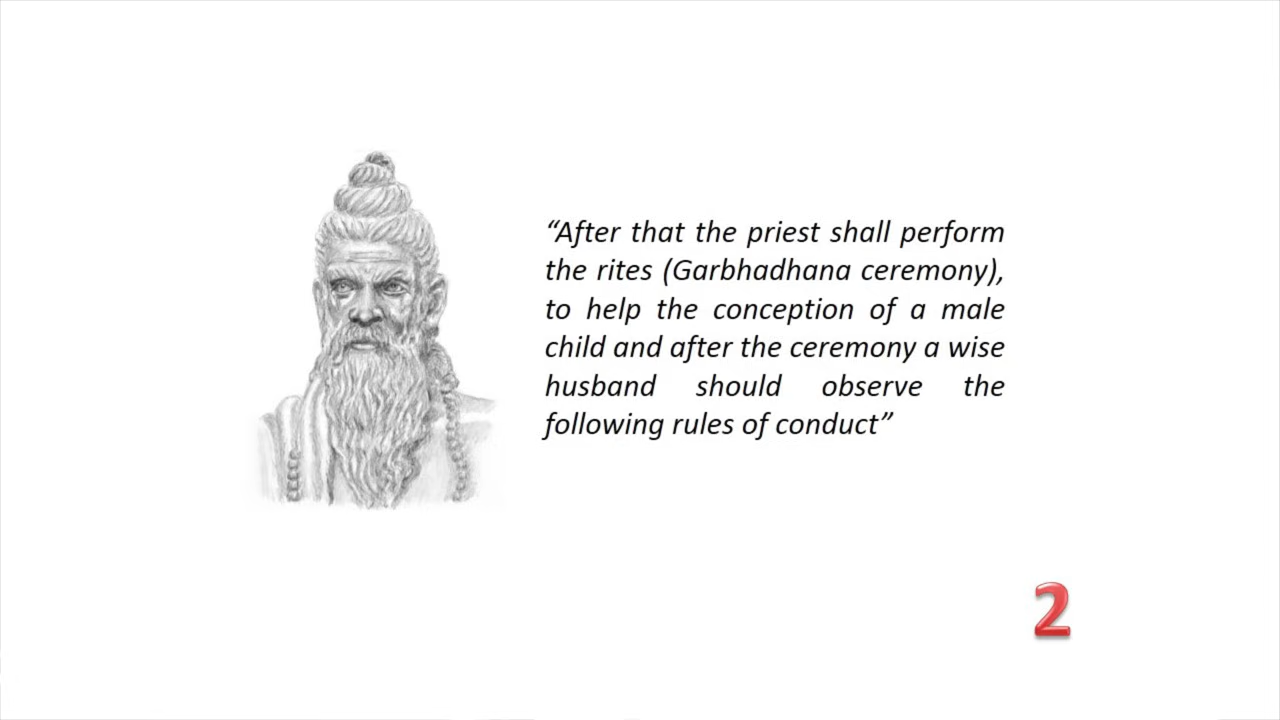 “After that the priest shall perform
the rites (Garbhadhana ceremony),
to help the conception of a male
child and after the ceremony a wise
husband should observe the
following rules of conduct”
2